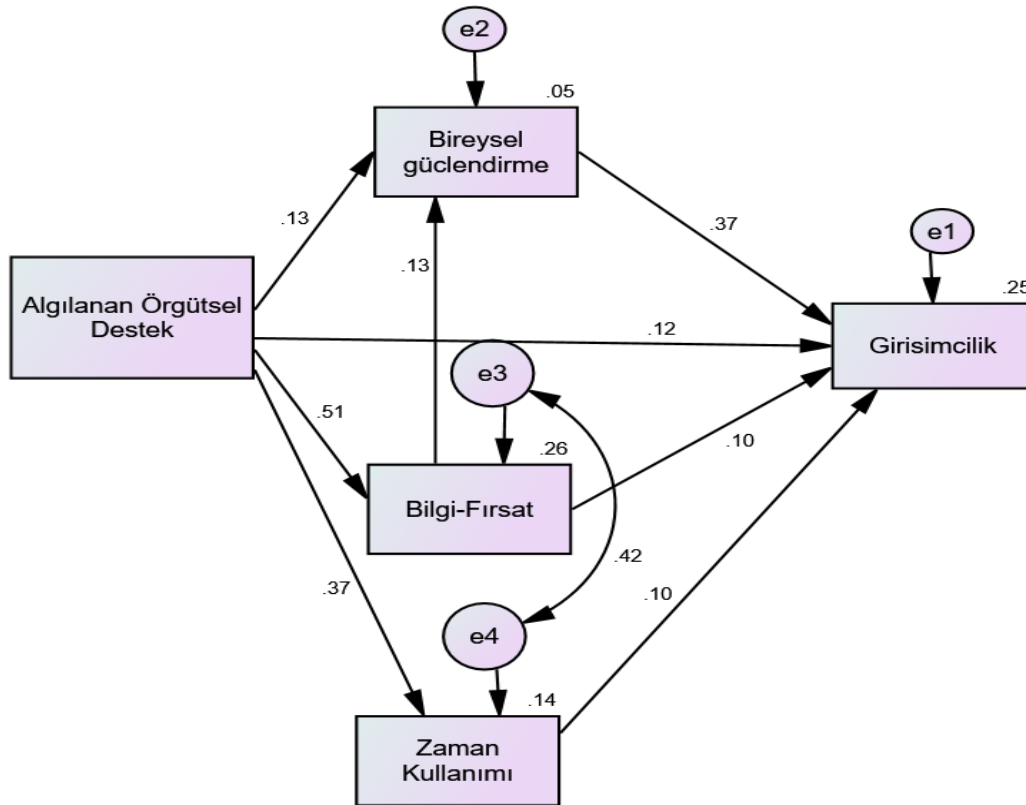 e2
.05
Bireysel
güclendirme
.13
.37
e1
.13
.25
Algılanan Örgütsel
Destek
.12
Girisimcilik
e3
.51
.26
.10
Bilgi-Fırsat
.42
.37
.10
e4
.14
Zaman
Kullanımı